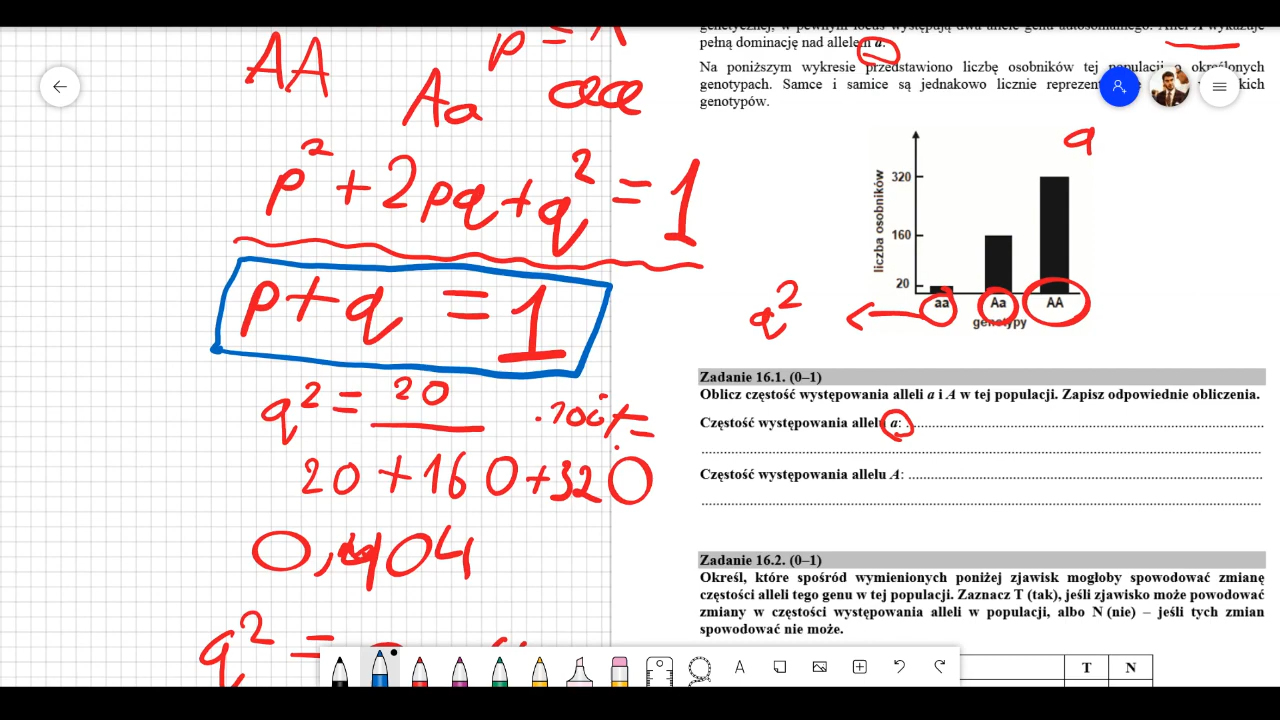 AA
Aa
aa
p² + 2pq + q² = 1
p + q = 1
q² = 20 .100% =
20 + 160 + 320
0,04
q² =
pełną dominację nad allelem a.
Na poniższym wykresie przedstawiono liczbę osobników tej populacji o określonych
genotypach. Samce i samice są jednakowo licznie
genotypów.
q
liczba osobników
320
160
20
aa Aa AA
genotypy
q²
Zadanie 16.1. (0–1)
Oblicz częstość występowania alleli a i A w tej populacji. Zapisz odpowiednie obliczenia.
Częstość występowania allelu a:
Częstość występowania allelu A:
Zadanie 16.2. (0–1)
Określ, które spośród wymienionych poniżej zjawisk mogłoby spowodować zmianę
częstości alleli tego genu w tej populacji. Zaznacz T (tak), jeśli zjawisko może powodować
zmiany w częstości występowania alleli w populacji, albo N (nie) – jeśli tych zmian
spowodować nie może.
T N